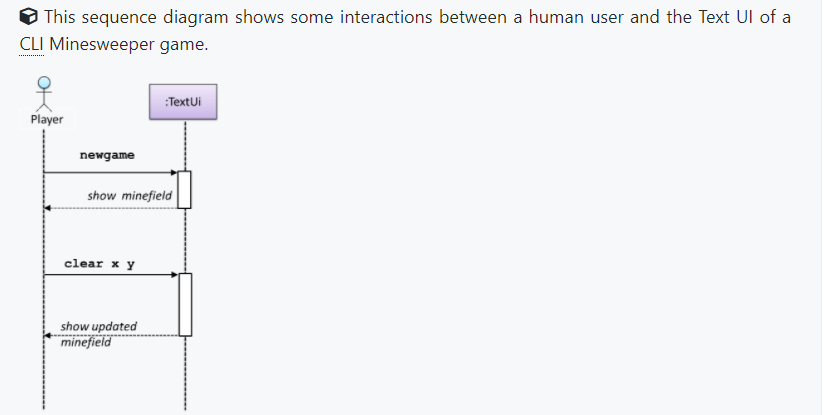 This sequence diagram shows some interactions between a human user and the Text UI of a
CLI Minesweeper game.
:TextUi
Player
newgame
show minefield
clear x y
show updated
minefield